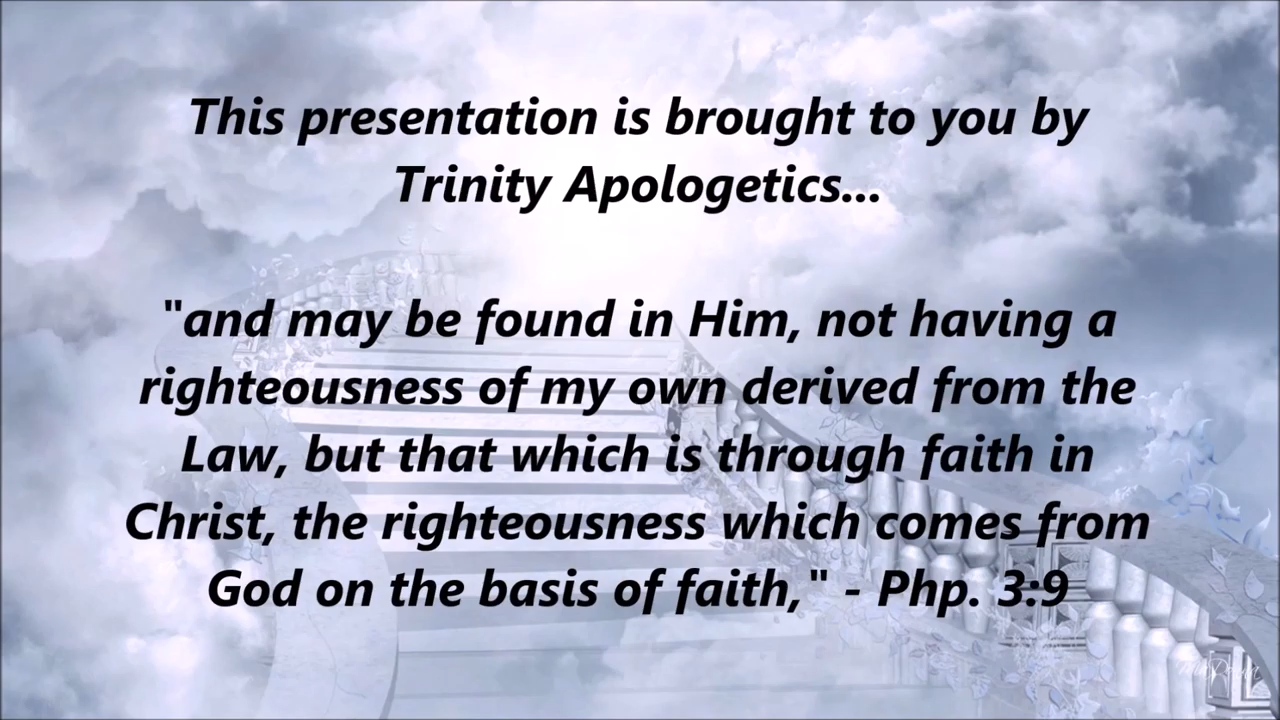 This presentation is brought to you by
Trinity Apologetics...
"and may be found in Him, not having a
righteousness of my own derived from the
Law, but that which is through faith in
Christ, the righteousness which comes from
God on the basis of faith," - Php. 3:9